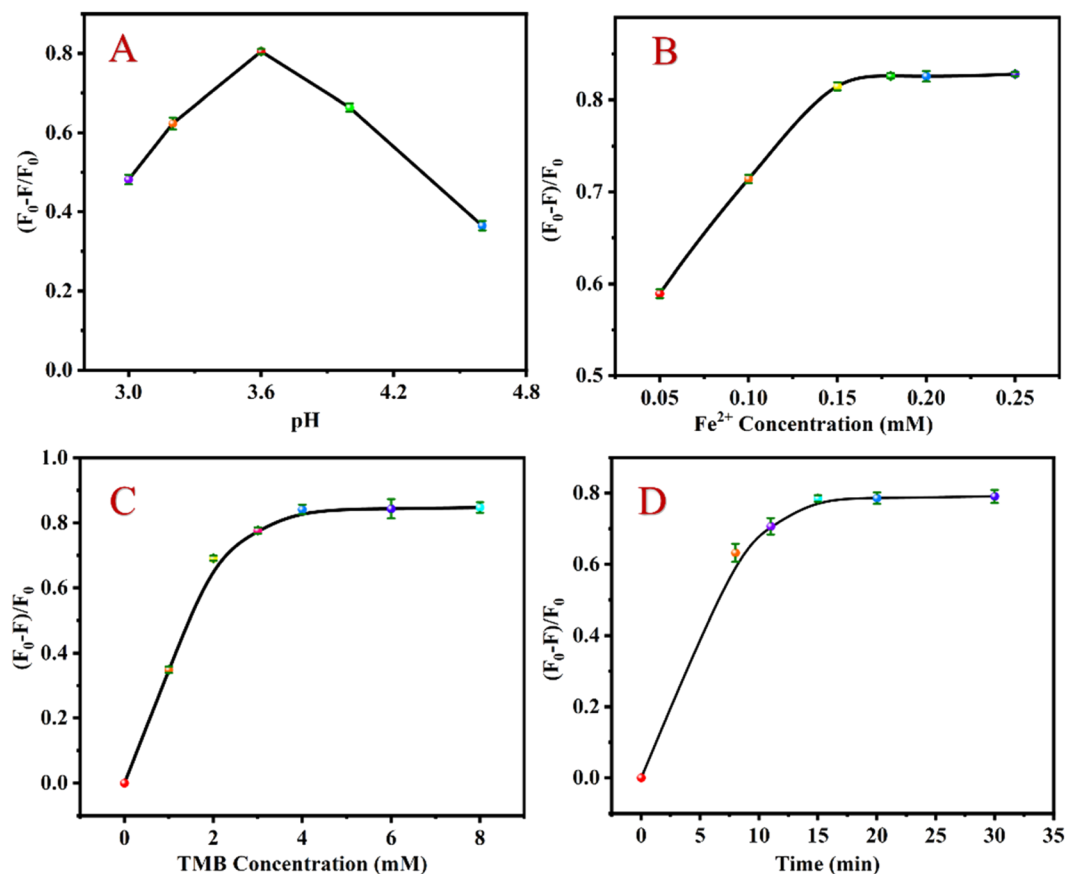 A
(F₀-F/F₀)
0.8
0.6
0.4
0.2
0.0
3.0 3.6 4.2 4.8
pH
B
(F₀-F)/F₀
0.8
0.7
0.6
0.5
0.05 0.10 0.15 0.20 0.25
Fe²⁺ Concentration (mM)
C
(F₀-F)/F₀
1.0
0.8
0.6
0.4
0.2
0.0
0 2 4 6 8
TMB Concentration (mM)
D
(F₀-F)/F₀
0.8
0.6
0.4
0.2
0.0
0 5 10 15 20 25 30 35
Time (min)